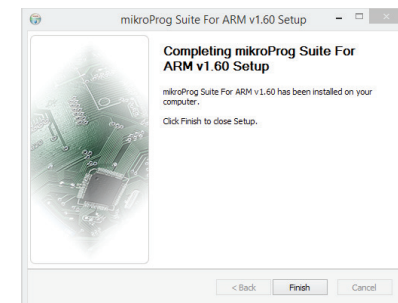 mikroProg Suite For ARM v1.60 Setup
Completing mikroProg Suite For
ARM v1.60 Setup
mikroProg Suite For ARM v1.60 has been installed on your
computer.
Click Finish to close Setup.
< Back Finish Cancel